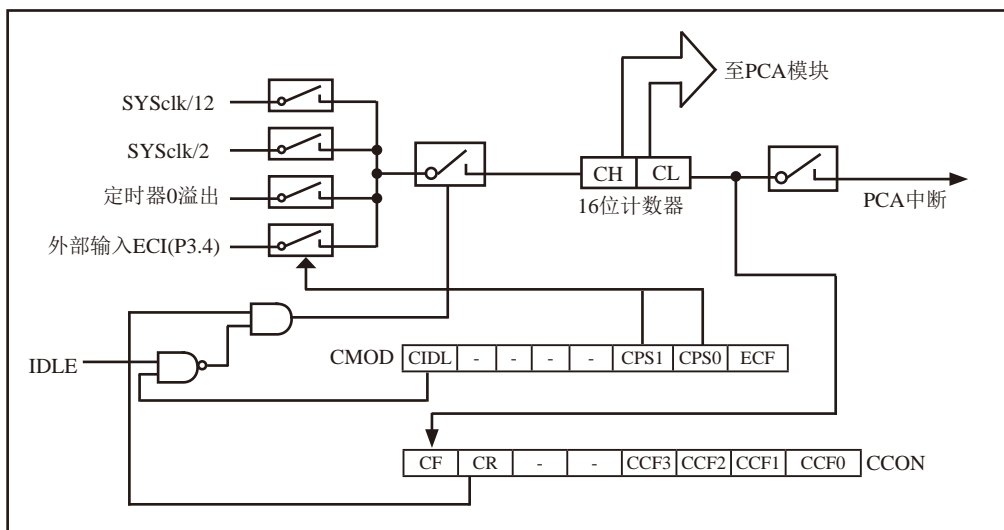 至PCA模块
SYSclk/12
SYSclk/2
CH CL
定时器0溢出
16位计数器
PCA中断
外部输入ECI(P3.4)
IDLE
CMOD CIDL - - - - CPS1 CPS0 ECF
CF CR - - CCF3 CCF2 CCF1 CCF0 CCON